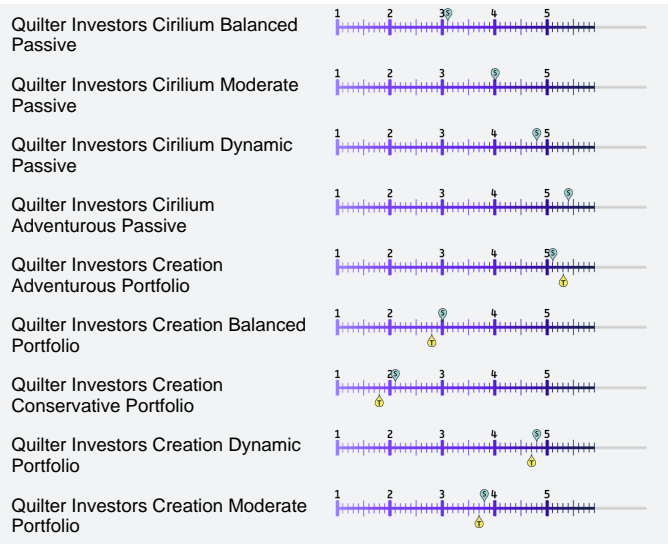 Quilter Investors Cirilium Balanced
Passive
1 2 3 S 4 5
Quilter Investors Cirilium Moderate
Passive
1 2 3 4 S 5
Quilter Investors Cirilium Dynamic
Passive
1 2 3 4 S 5
Quilter Investors Cirilium
Adventurous Passive
1 2 3 4 5 S
Quilter Investors Creation
Adventurous Portfolio
1 2 3 4 5 S
T
Quilter Investors Creation Balanced
Portfolio
1 2 3 S 4 5
T
Quilter Investors Creation
Conservative Portfolio
1 2 S 3 4 5
T
Quilter Investors Creation Dynamic
Portfolio
1 2 3 4 S 5
T
Quilter Investors Creation Moderate
Portfolio
1 2 3 S 4 5
T